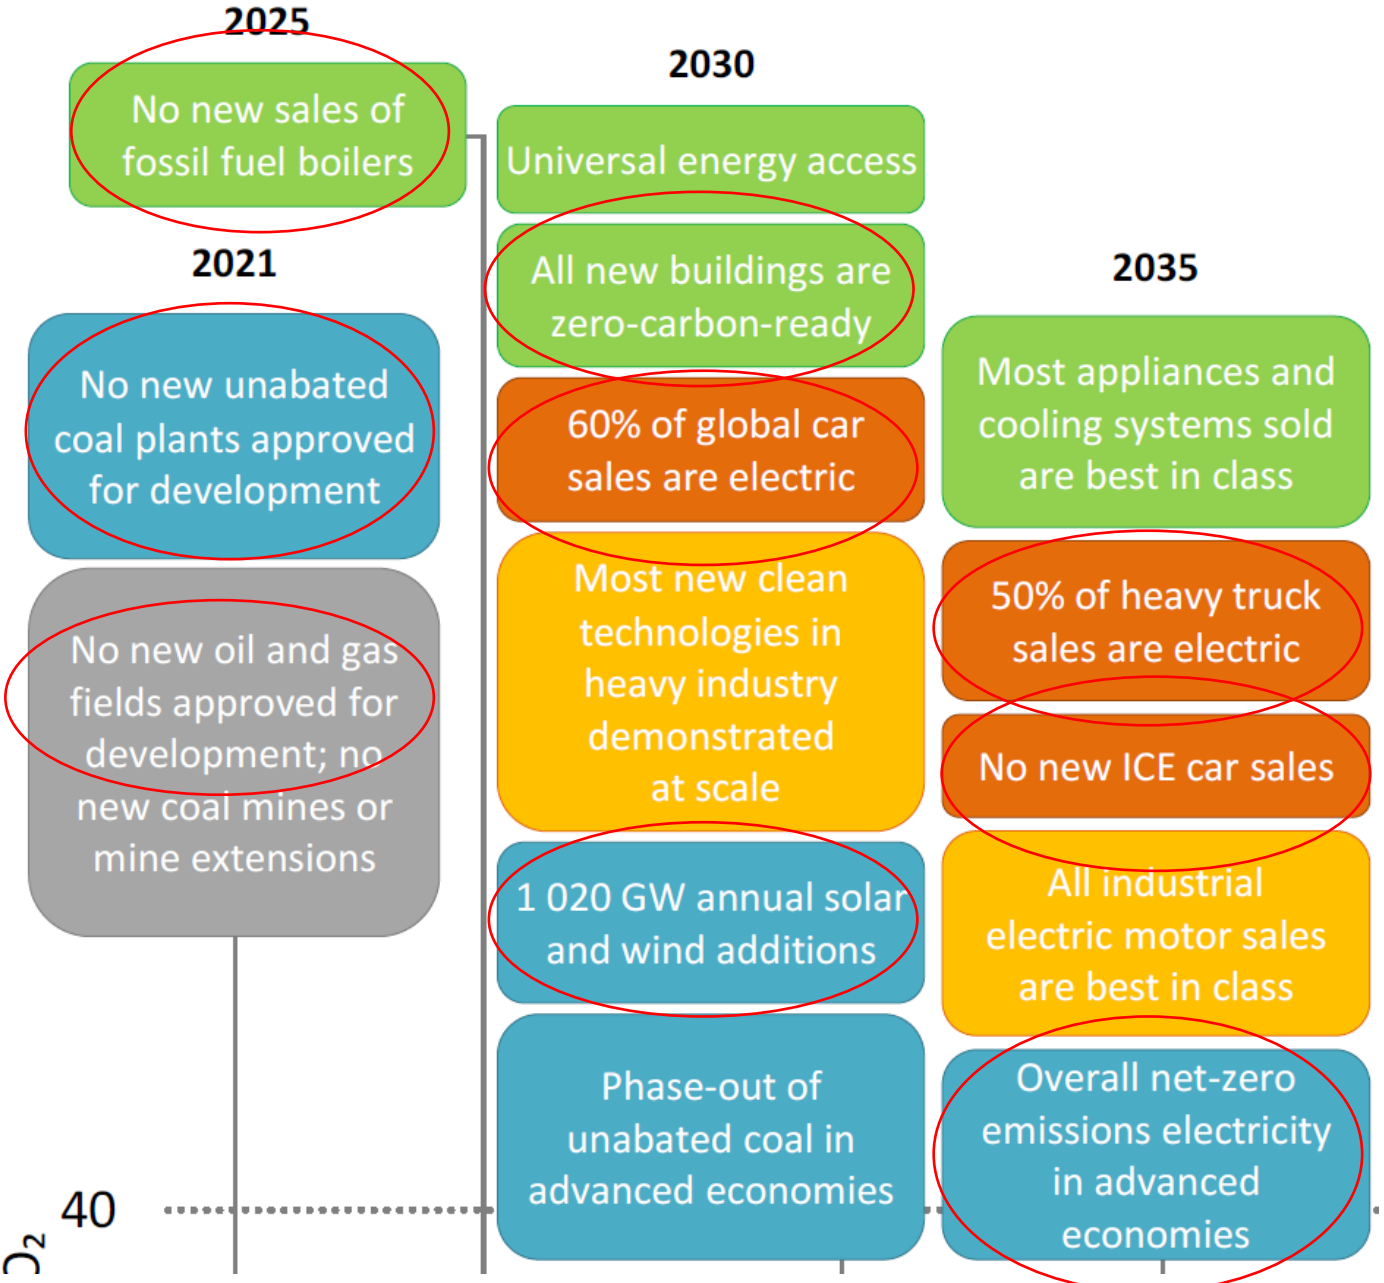 2025
No new sales of
fossil fuel boilers
2021
No new unabated
coal plants approved
for development
No new oil and gas
fields approved for
development; no
new coal mines or
mine extensions
2030
Universal energy access
All new buildings are
zero-carbon-ready
60% of global car
sales are electric
Most new clean
technologies in
heavy industry
demonstrated
at scale
1 020 GW annual solar
and wind additions
Phase-out of
unabated coal in
advanced economies
2035
Most appliances and
cooling systems sold
are best in class
50% of heavy truck
sales are electric
No new ICE car sales
All industrial
electric motor sales
are best in class
Overall net-zero
emissions electricity
in advanced
economies
40